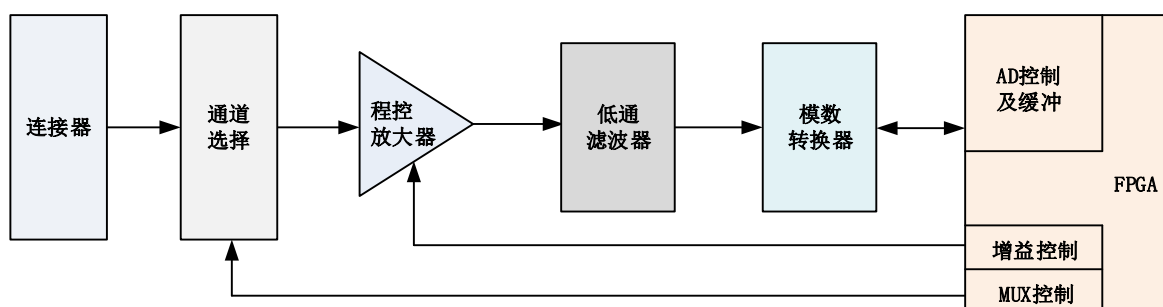 连接器
通道
选择
程控
放大器
低通
滤波器
模数
转换器
AD控制
及缓冲
FPGA
增益控制
MUX控制